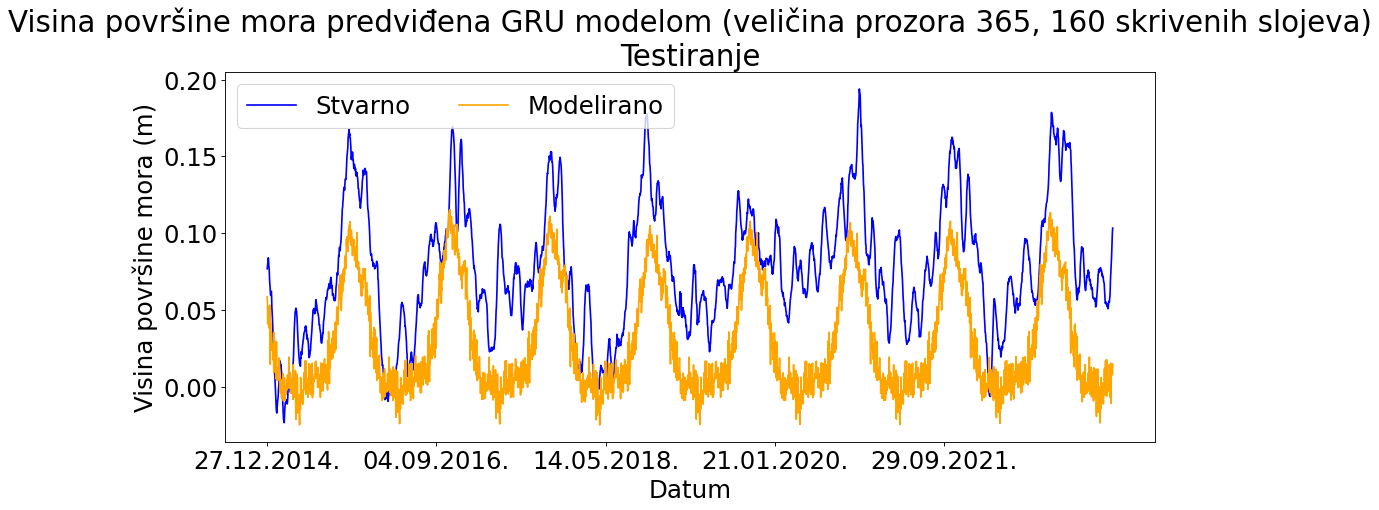 Visina površine mora predviđena GRU modelom (veličina prozora 365, 160 skrivenih slojeva)
Testiranje
Stvarno
Modelirano
Visina površine mora (m)
0.20
0.15
0.10
0.05
0.00
27.12.2014.
04.09.2016.
14.05.2018.
21.01.2020.
29.09.2021.
Datum